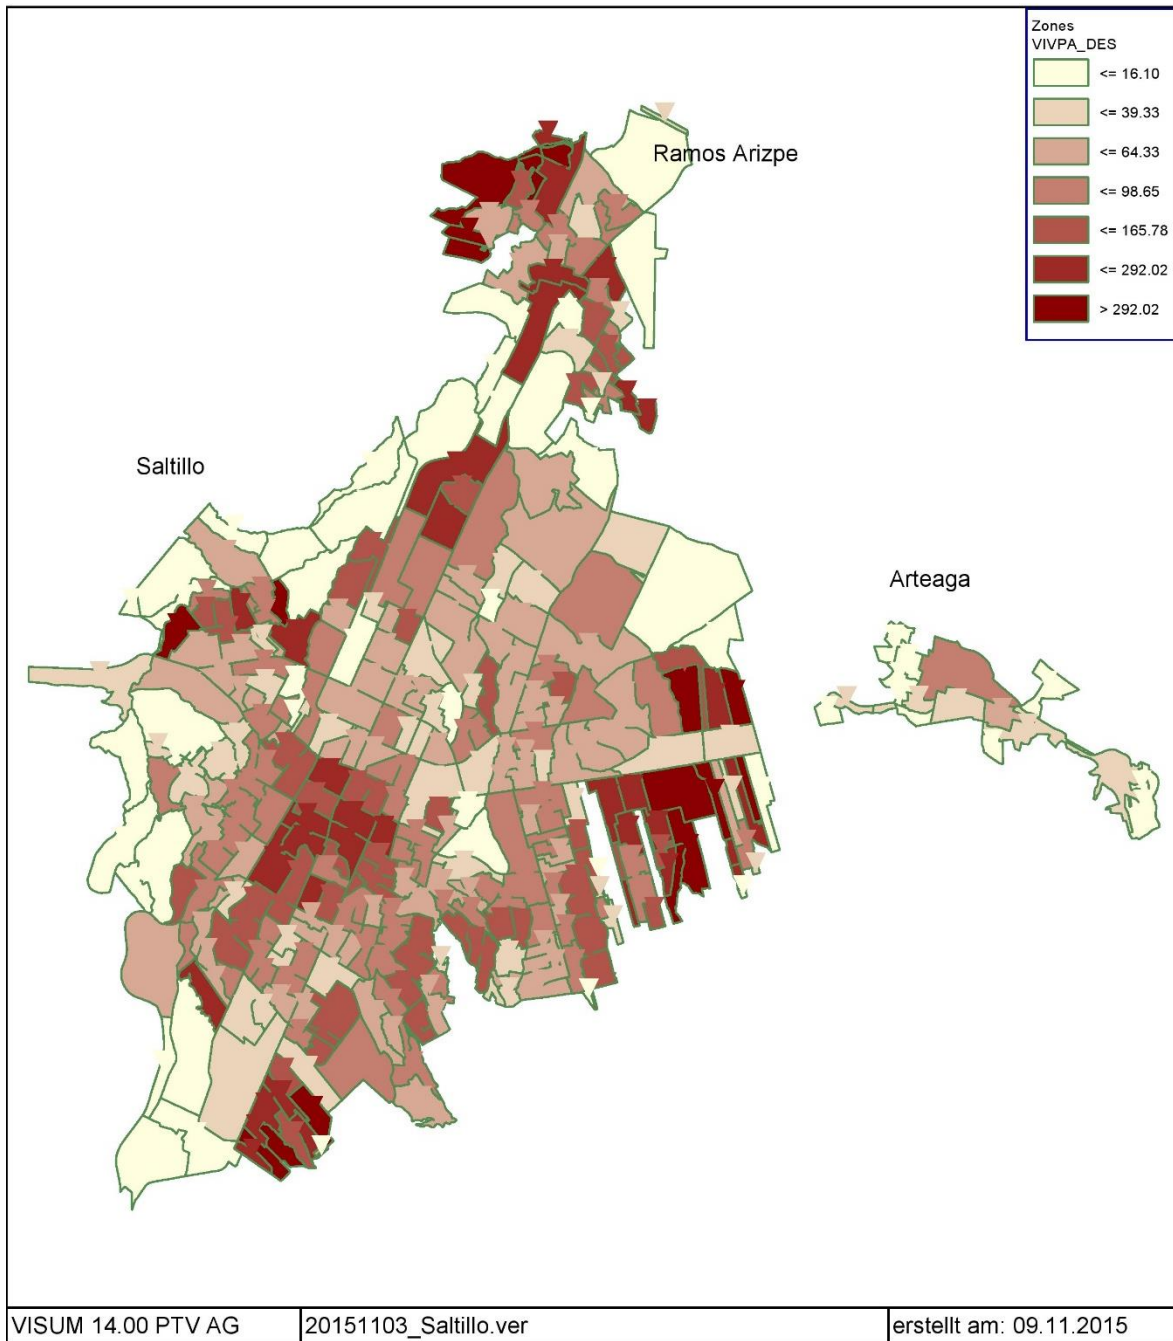 Zones
VIVPA_DES
<= 16.10
<= 39.33
<= 64.33
<= 98.65
<= 165.78
<= 292.02
> 292.02
Ramos Arizpe
Saltillo
Arteaga
VISUM 14.00 PTV AG
20151103_Saltillo.ver
erstellt am: 09.11.2015